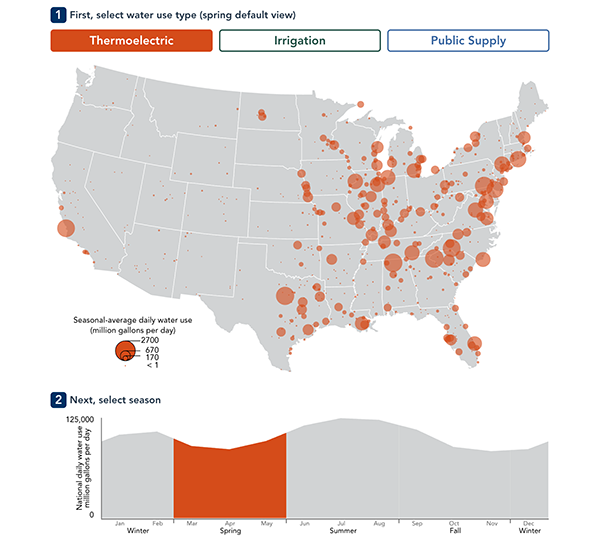 1 First, select water use type (spring default view)
Thermoelectric Irrigation Public Supply
Seasonal-average daily water use
(million gallons per day)
2700
670
170
< 1
2 Next, select season
National daily water use
million gallons per day
125,000
0
Jan Feb Mar Apr May Jun Jul Aug Sep Oct Nov Dec
Winter Spring Summer Fall Winter